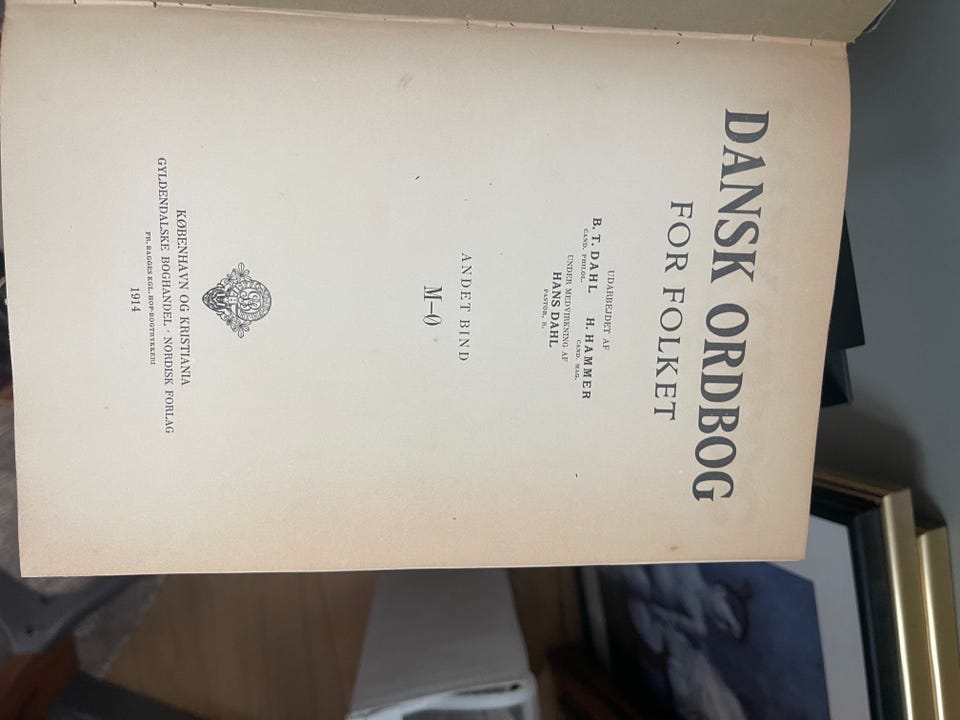 DANSK ORDBOG
FOR FOLKET
UDARBEJDET AF
B. T. DAHL H. HAMMER
CAND. PHILOL. CAND. MAG.
UNDER MEDVIRKNING AF
HANS DAHL
PASTOR, R.
ANDET BIND
M—Ø
KØBENHAVN OG KRISTIANIA
GYLDENDALSKE BOGHANDEL · NORDISK FORLAG
FR. BAGGES KGL. HOF-BOGTRYKKERI
1914